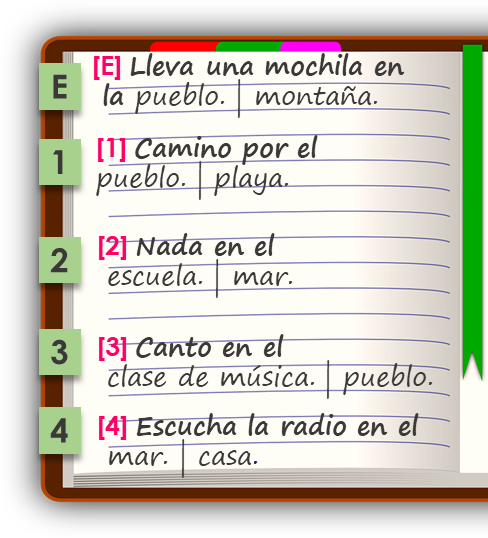 E [E] Lleva una mochila en
la pueblo. | montaña.
1 [1] Camino por el
pueblo. | playa.
2 [2] Nada en el
escuela. | mar.
3 [3] Canto en el
clase de música. | pueblo.
4 [4] Escucha la radio en el
mar. | casa.